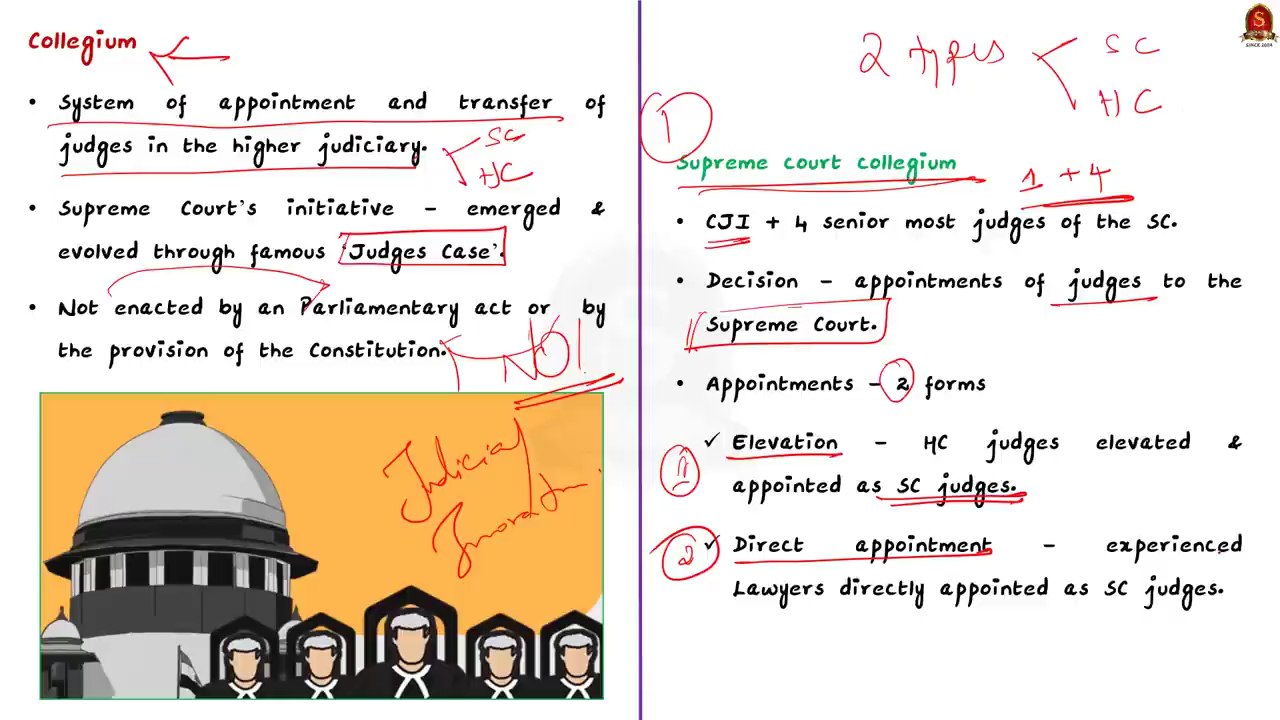 Collegium
• System of appointment and transfer of
judges in the higher judiciary.
SC
HC
• Supreme Court's initiative – emerged &
evolved through famous 'Judges Case'.
• Not enacted by an Parliamentary act or by
the provision of the Constitution.
NO!
Judicial
Innovation
2 types
SC
HC
1
Supreme court collegium
1 + 4
• CJI + 4 senior most judges of the SC.
• Decision – appointments of judges to the
Supreme Court.
• Appointments – 2 forms
1
✓ Elevation – HC judges elevated &
appointed as SC judges.
2
✓ Direct appointment – experienced
Lawyers directly appointed as SC judges.
S
SINCE 2004